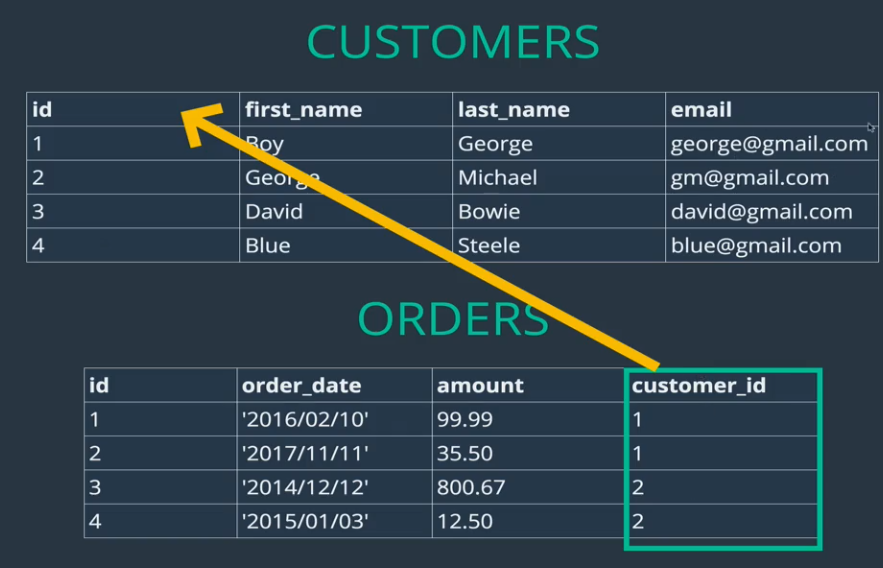 CUSTOMERS
id first_name last_name email
1 Boy George george@gmail.com
2 George Michael gm@gmail.com
3 David Bowie david@gmail.com
4 Blue Steele blue@gmail.com
ORDERS
id order_date amount customer_id
1 '2016/02/10' 99.99 1
2 '2017/11/11' 35.50 1
3 '2014/12/12' 800.67 2
4 '2015/01/03' 12.50 2